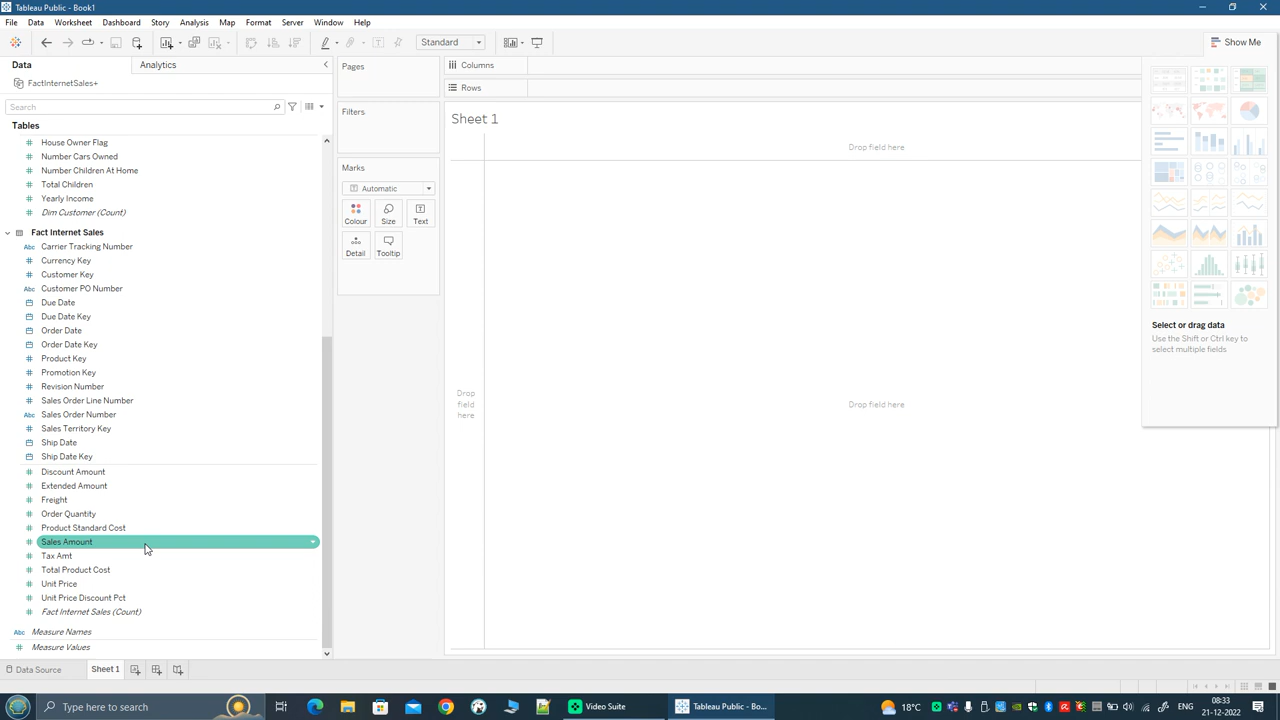 Tableau Public - Book1
File Data Worksheet Dashboard Story Analysis Map Format Server Window Help
Standard
Show Me
Data Analytics
FactInternetSales+
Search
Tables
House Owner Flag
Number Cars Owned
Number Children At Home
Total Children
Yearly Income
Dim Customer (Count)
Fact Internet Sales
Abc Carrier Tracking Number
Currency Key
Customer Key
Abc Customer PO Number
Due Date
Due Date Key
Order Date
Order Date Key
Product Key
Promotion Key
Revision Number
Sales Order Line Number
Abc Sales Order Number
Sales Territory Key
Ship Date
Ship Date Key
Discount Amount
Extended Amount
Freight
Order Quantity
Product Standard Cost
Sales Amount
Tax Amt
Total Product Cost
Unit Price
Unit Price Discount Pct
Fact Internet Sales (Count)
Abc Measure Names
Measure Values
Pages
Filters
Marks
Automatic
Colour Size Text
Detail Tooltip
Columns
Rows
Sheet 1
Drop field here
Drop
field
here
Drop field here
Select or drag data
Use the Shift or Ctrl key to
select multiple fields
Data Source Sheet 1
Type here to search
Video Suite
Tableau Public - Boo...
18°C
08:33
21-12-2022